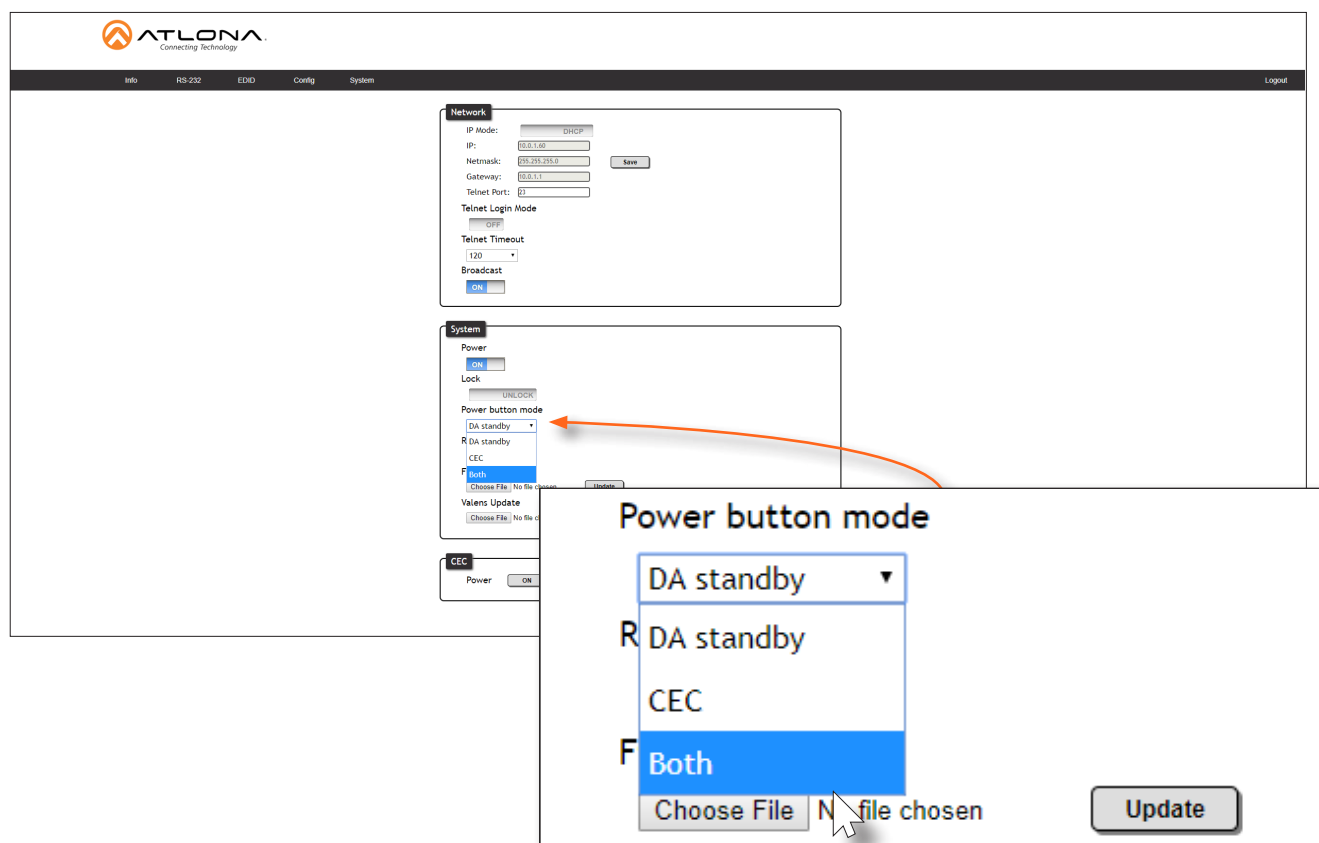 ATLONA.
Connecting Technology
Info RS-232 EDID Config System Logout
Network
IP Mode: DHCP
IP: 10.0.1.60
Netmask: 255.255.255.0 Save
Gateway: 10.0.1.1
Telnet Port: 23
Telnet Login Mode
OFF
Telnet Timeout
120
Broadcast
ON
System
Power
ON
Lock
UNLOCK
Power button mode
DA standby
R DA standby
CEC
F Both
Choose File No file chosen Update
Valens Update
Choose File No file c
CEC
Power ON
Power button mode
DA standby
R DA standby
CEC
F Both
Choose File No file chosen Update